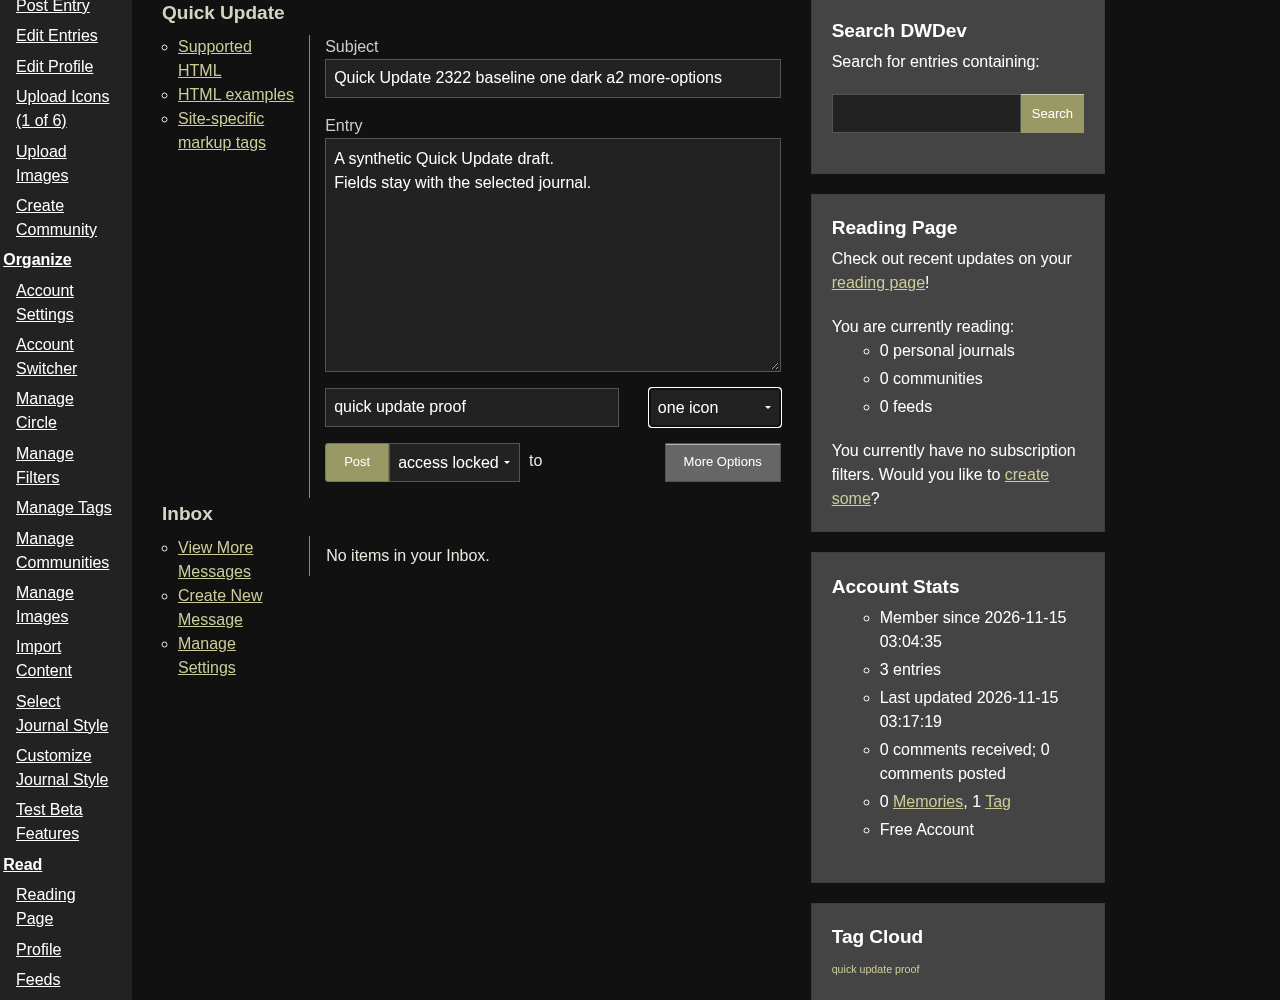 Post Entry
Edit Entries
Edit Profile
Upload Icons
(1 of 6)
Upload
Images
Create
Community
Organize
Account
Settings
Account
Switcher
Manage
Circle
Manage
Filters
Manage Tags
Manage
Communities
Manage
Images
Import
Content
Select
Journal Style
Customize
Journal Style
Test Beta
Features
Read
Reading
Page
Profile
Feeds
Quick Update
Supported
HTML
HTML examples
Site-specific
markup tags
Subject
Quick Update 2322 baseline one dark a2 more-options
Entry
A synthetic Quick Update draft.
Fields stay with the selected journal.
quick update proof
one icon
Post
access locked
to
More Options
Inbox
View More
Messages
Create New
Message
Manage
Settings
No items in your Inbox.
Search DWDev
Search for entries containing:
Search
Reading Page
Check out recent updates on your
reading page!
You are currently reading:
0 personal journals
0 communities
0 feeds
You currently have no subscription
filters. Would you like to create
some?
Account Stats
Member since 2026-11-15
03:04:35
3 entries
Last updated 2026-11-15
03:17:19
0 comments received; 0
comments posted
0 Memories, 1 Tag
Free Account
Tag Cloud
quick update proof